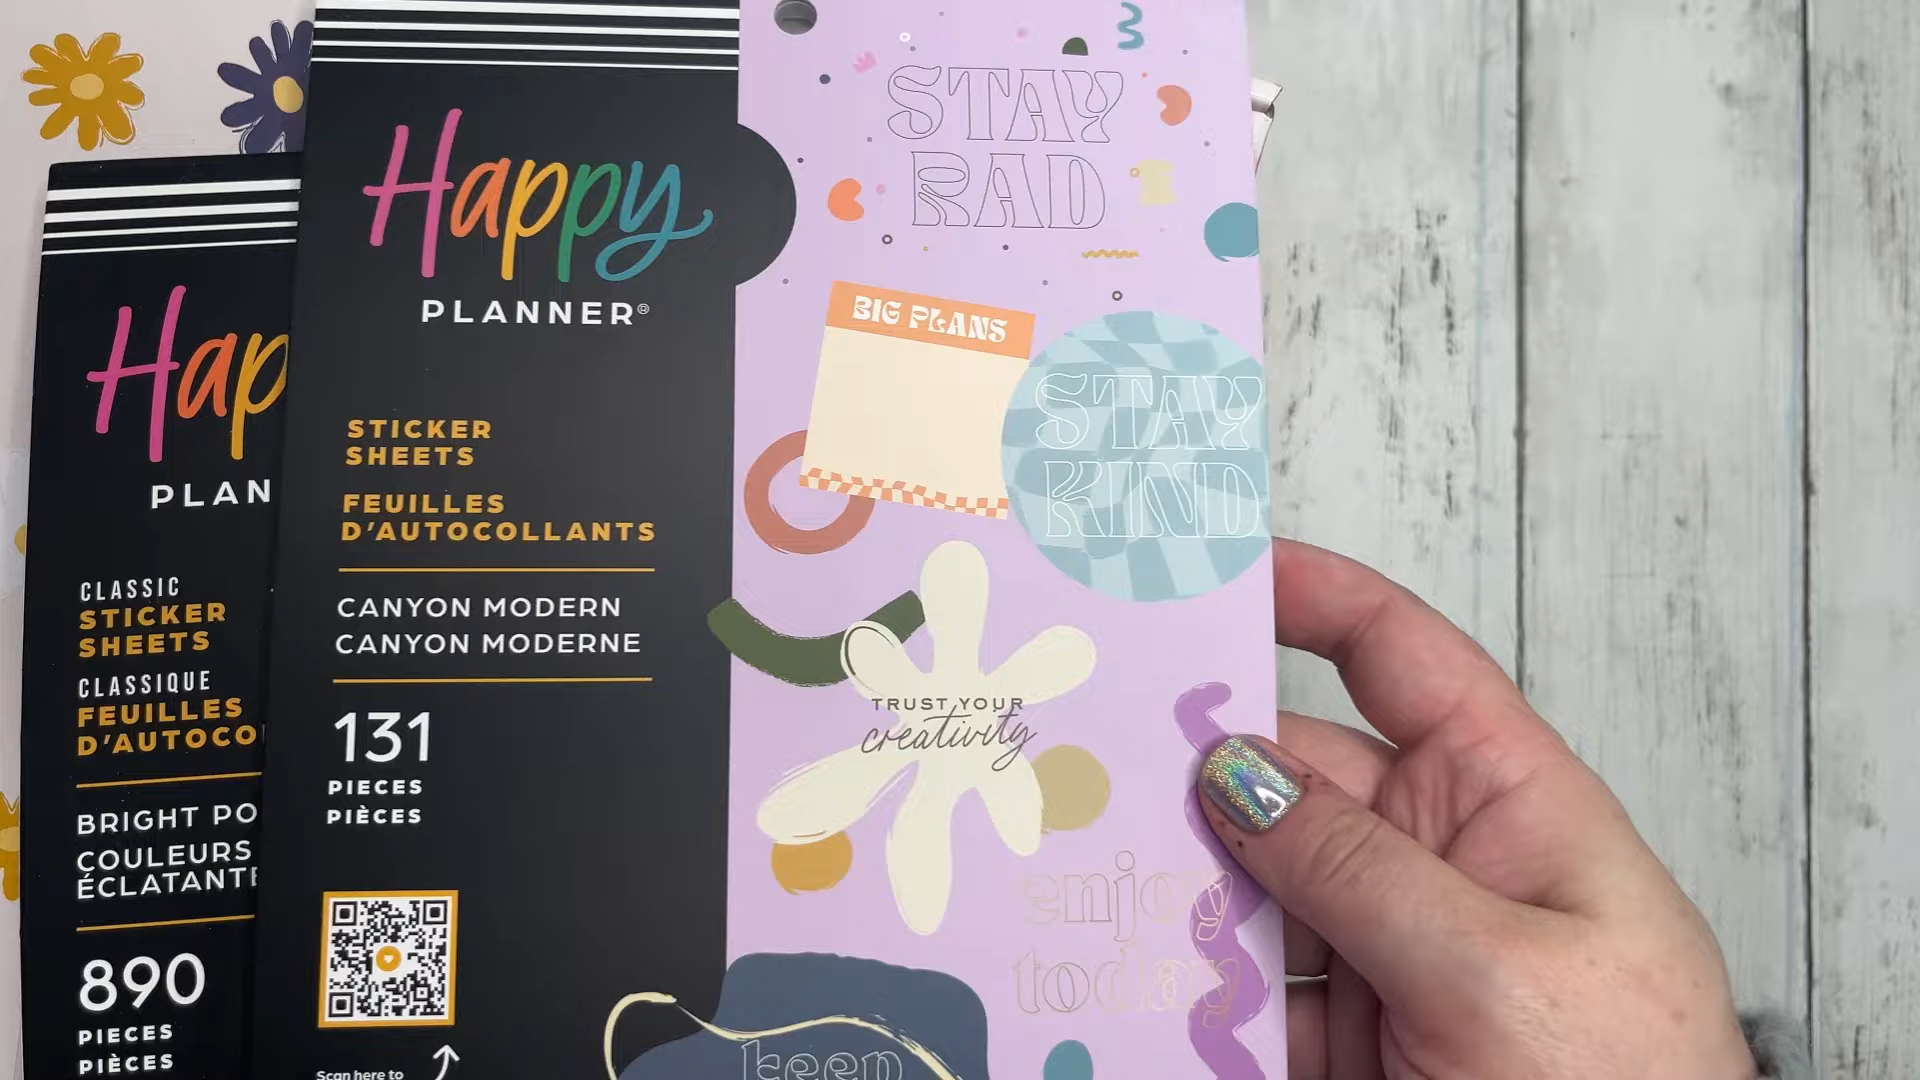 Happy
PLANNER®
STICKER
SHEETS
FEUILLES
D'AUTOCOLLANTS
CANYON MODERN
CANYON MODERNE
131
PIECES
PIÈCES
Scan here to
Hap
PLAN
CLASSIC
STICKER
SHEETS
CLASSIQUE
FEUILLES
D'AUTOCO
BRIGHT PO
COULEURS
ÉCLATANTE
890
PIECES
PIÈCES
STAY
RAD
BIG PLANS
STAY
KIND
TRUST YOUR
creativity
enjoy
today
keep